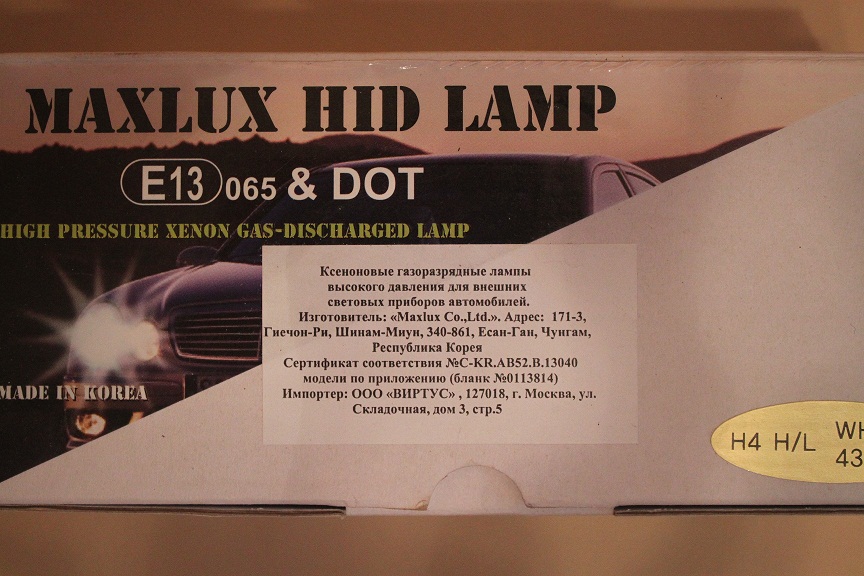 MAXLUX HID LAMP
E13 065 & DOT
HIGH PRESSURE XENON GAS-DISCHARGED LAMP
Ксеноновые газоразрядные лампы
высокого давления для внешних
световых приборов автомобилей.
Изготовитель: «Maxlux Co.,Ltd.». Адрес: 171-3,
Гиечон-Ри, Шинам-Миун, 340-861, Есан-Ган, Чунгам,
Республика Корея
Сертификат соответствия №C-KR.АВ52.В.13040
модели по приложению (бланк №0113814)
Импортер: ООО «ВИРТУС» , 127018, г. Москва, ул.
Складочная, дом 3, стр.5
MADE IN KOREA
H4 H/L